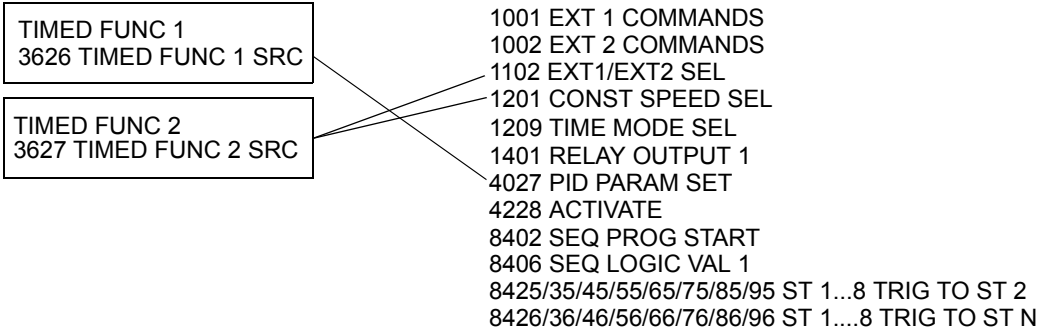 TIMED FUNC 1
3626 TIMED FUNC 1 SRC
TIMED FUNC 2
3627 TIMED FUNC 2 SRC
1001 EXT 1 COMMANDS
1002 EXT 2 COMMANDS
1102 EXT1/EXT2 SEL
1201 CONST SPEED SEL
1209 TIME MODE SEL
1401 RELAY OUTPUT 1
4027 PID PARAM SET
4228 ACTIVATE
8402 SEQ PROG START
8406 SEQ LOGIC VAL 1
8425/35/45/55/65/75/85/95 ST 1...8 TRIG TO ST 2
8426/36/46/56/66/76/86/96 ST 1....8 TRIG TO ST N